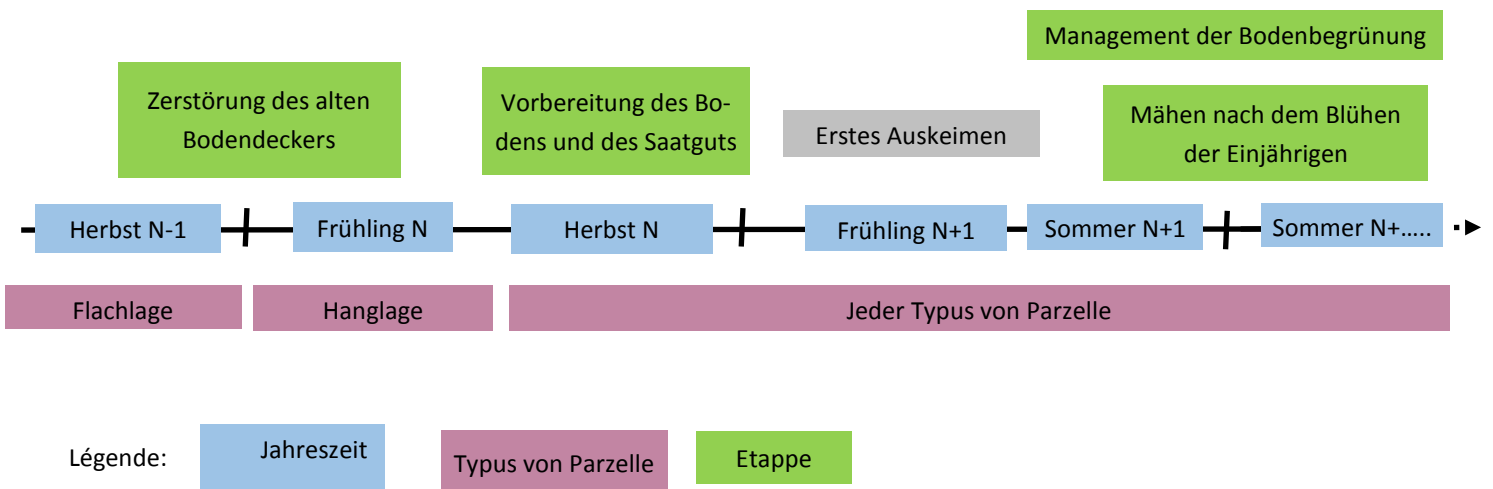 Management der Bodenbegrünung
Zerstörung des alten
Bodendeckers
Vorbereitung des Bo-
dens und des Saatguts
Erstes Auskeimen
Mähen nach dem Blühen
der Einjährigen
Herbst N-1
Frühling N
Herbst N
Frühling N+1
Sommer N+1
Sommer N+.....
Flachlage
Hanglage
Jeder Typus von Parzelle
Légende:
Jahreszeit
Typus von Parzelle
Etappe